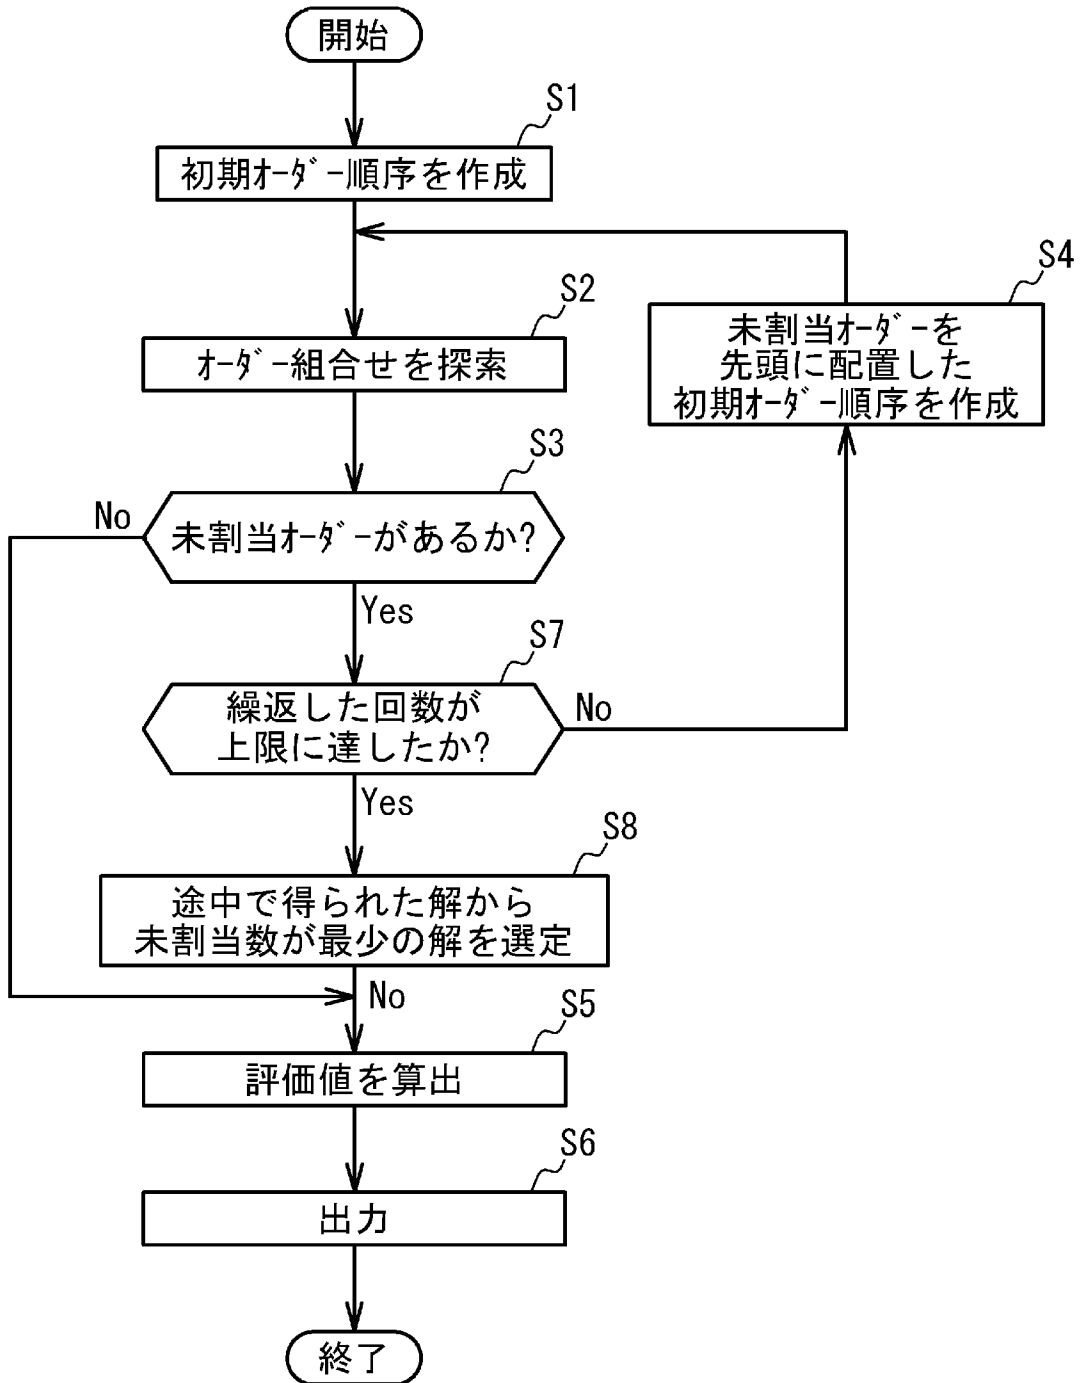 開始
S1
初期ｵｰﾀﾞｰ順序を作成
S4
未割当ｵｰﾀﾞｰを
先頭に配置した
初期ｵｰﾀﾞｰ順序を作成
S2
ｵｰﾀﾞｰ組合せを探索
S3
No
未割当ｵｰﾀﾞｰがあるか?
Yes
S7
繰返した回数が
上限に達したか?
No
Yes
S8
途中で得られた解から
未割当数が最少の解を選定
No
S5
評価値を算出
S6
出力
終了